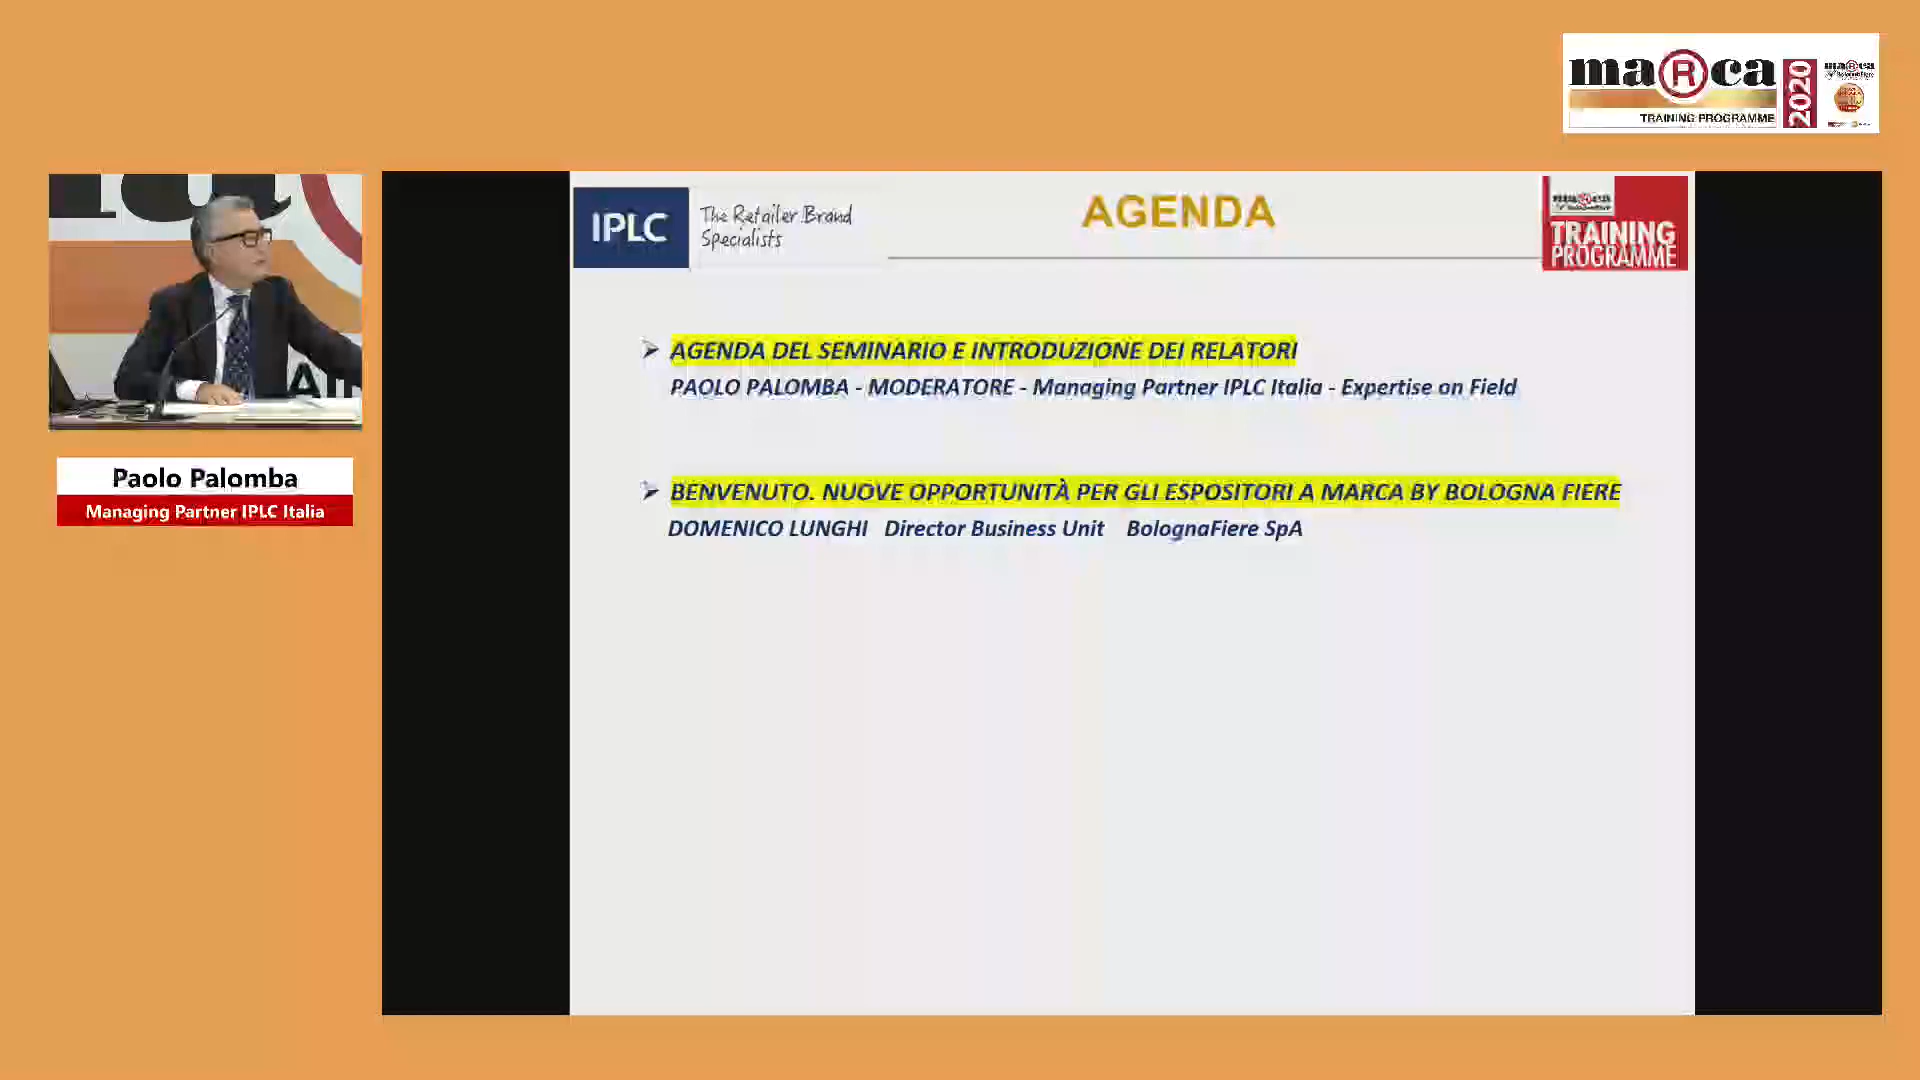 maRca
TRAINING PROGRAMME
2020
IPLC
The Retailer Brand
Specialists
AGENDA
TRAINING
PROGRAMME
AGENDA DEL SEMINARIO E INTRODUZIONE DEI RELATORI
PAOLO PALOMBA - MODERATORE - Managing Partner IPLC Italia - Expertise on Field
BENVENUTO. NUOVE OPPORTUNITÀ PER GLI ESPOSITORI A MARCA BY BOLOGNA FIERE
DOMENICO LUNGHI Director Business Unit BolognaFiere SpA
Paolo Palomba
Managing Partner IPLC Italia